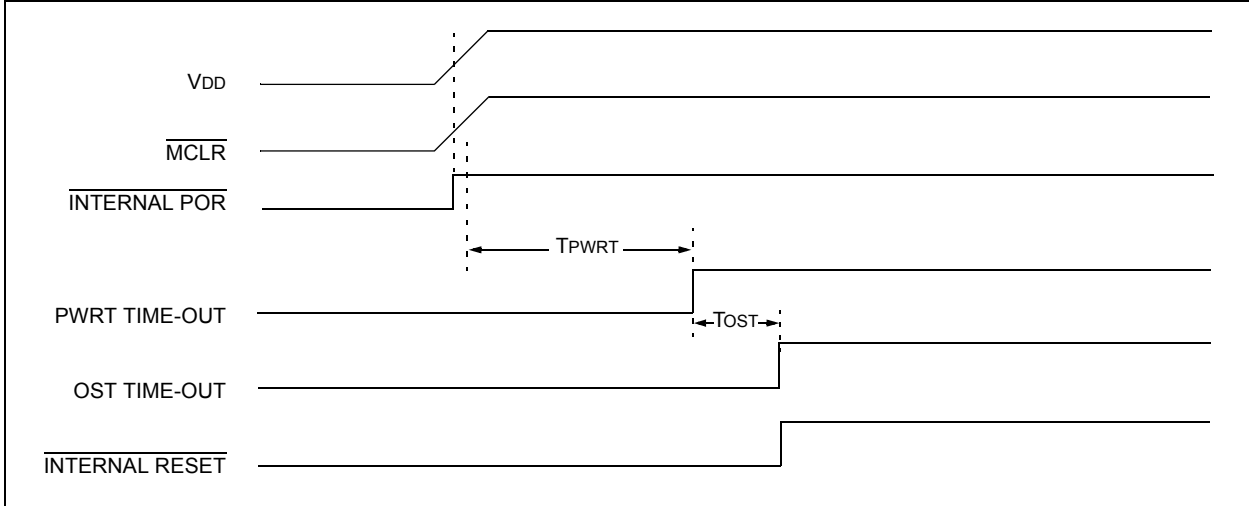 VDD
MCLR
INTERNAL POR
TPWRT
PWRT TIME-OUT
TOST
OST TIME-OUT
INTERNAL RESET